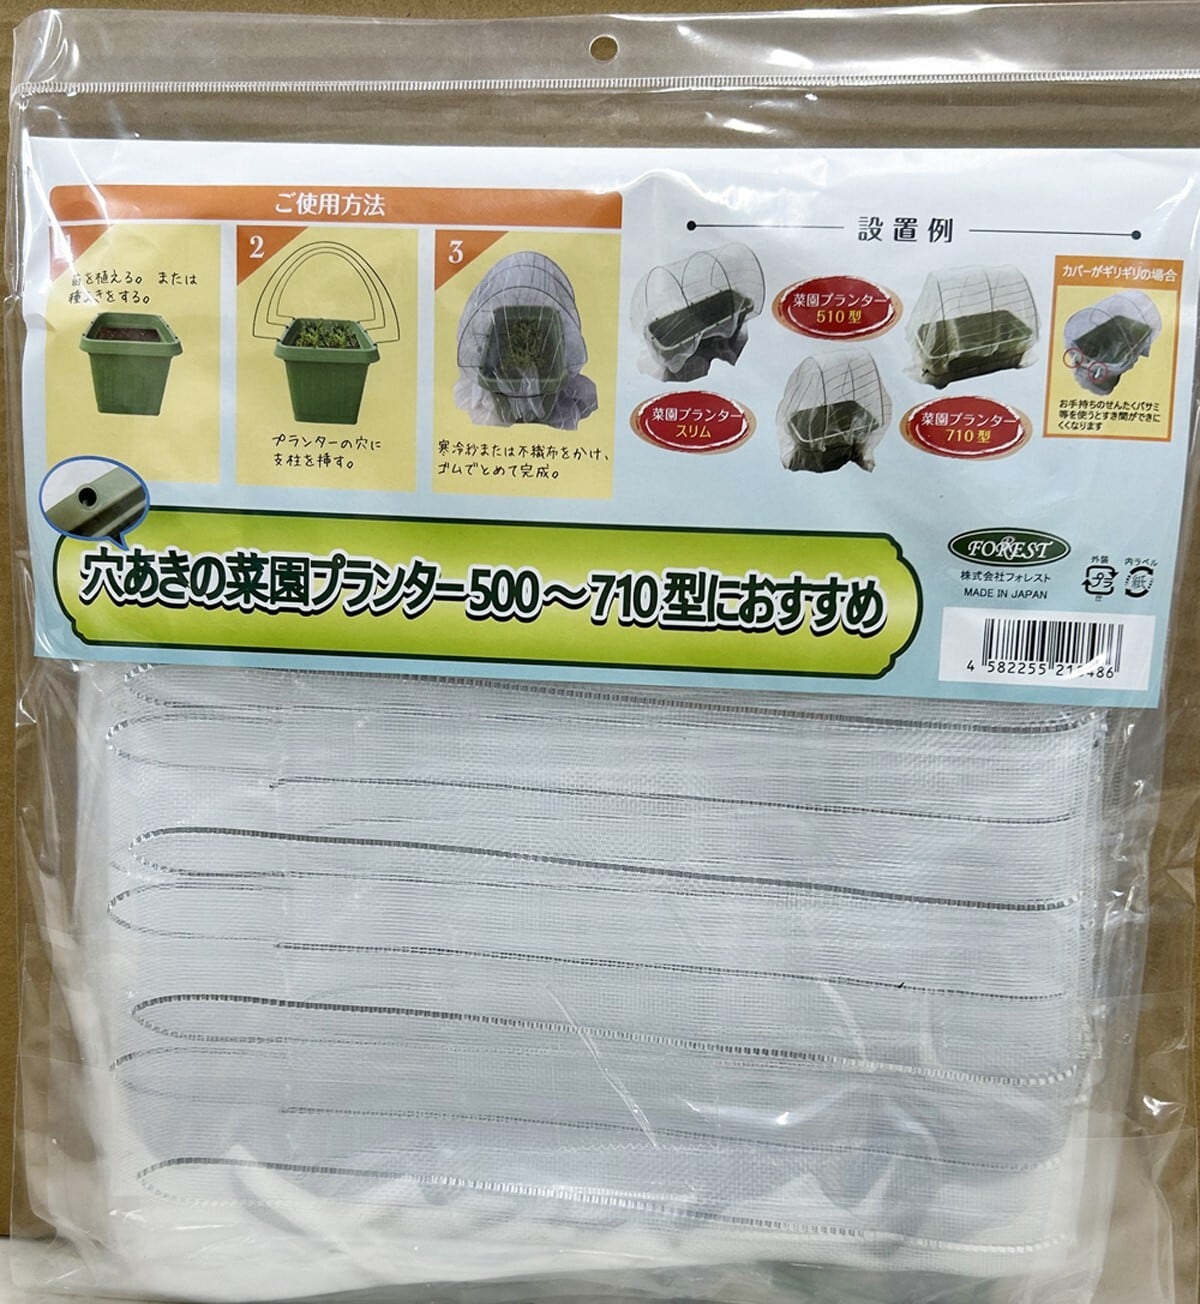 ご使用方法
1
苗を植える。または
種まきをする。
2
プランターの穴に
支柱を挿す。
3
寒冷紗または不織布をかけ、
ゴムでとめて完成。
設置例
菜園プランター
510型
菜園プランター
スリム
菜園プランター
710型
カバーがギリギリの場合
お手持ちのせんたくバサミ
等を使うとすき間ができに
くくなります
穴あきの菜園プランター500～710型におすすめ
FOREST
株式会社フォレスト
MADE IN JAPAN
外装
プラ
内ラベル
紙
4 582255